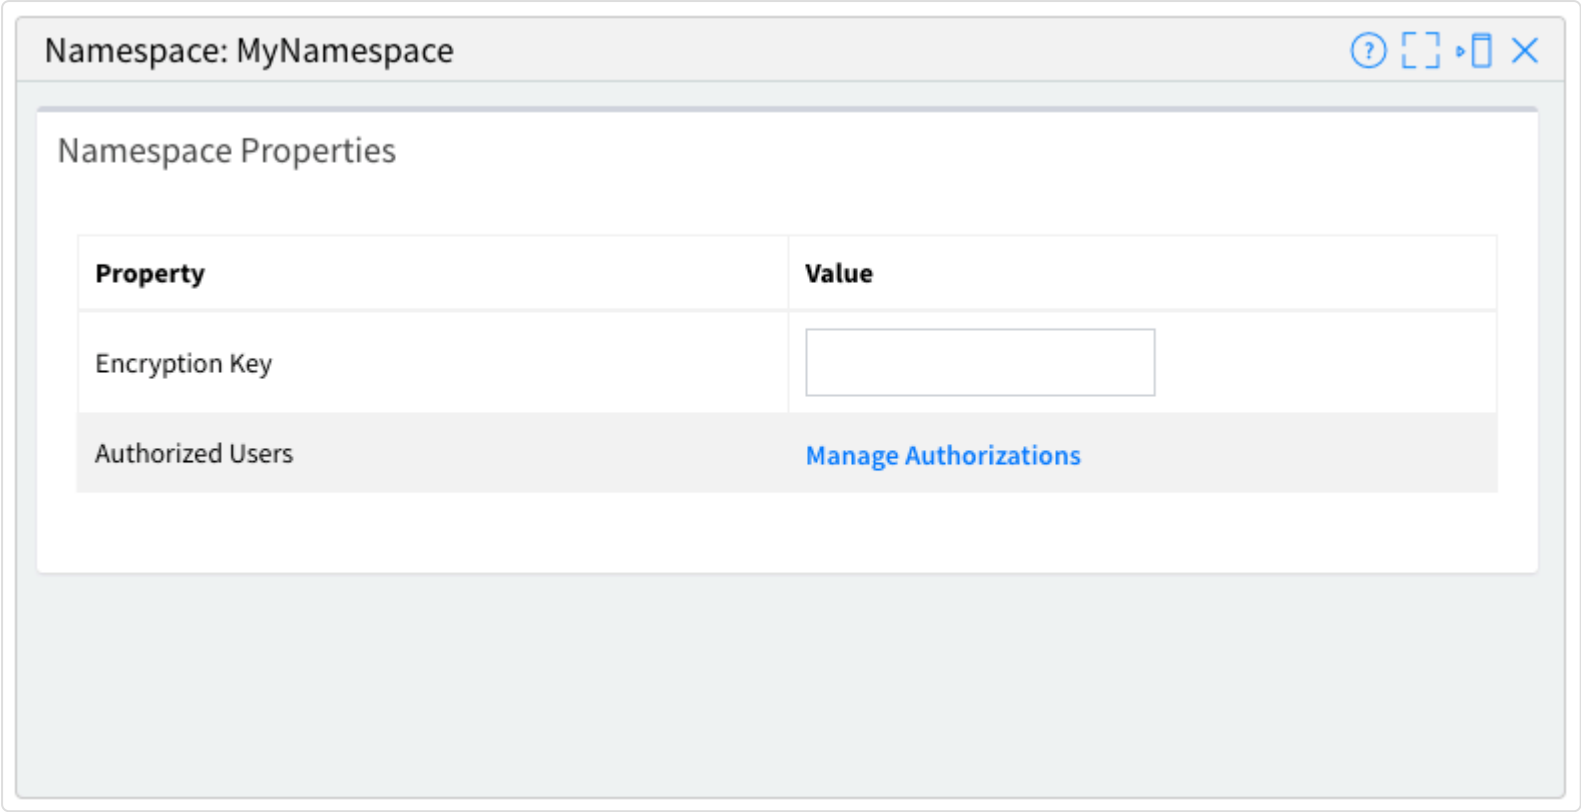 Namespace: MyNamespace
?
Namespace Properties
Property Value
Encryption Key
Authorized Users Manage Authorizations